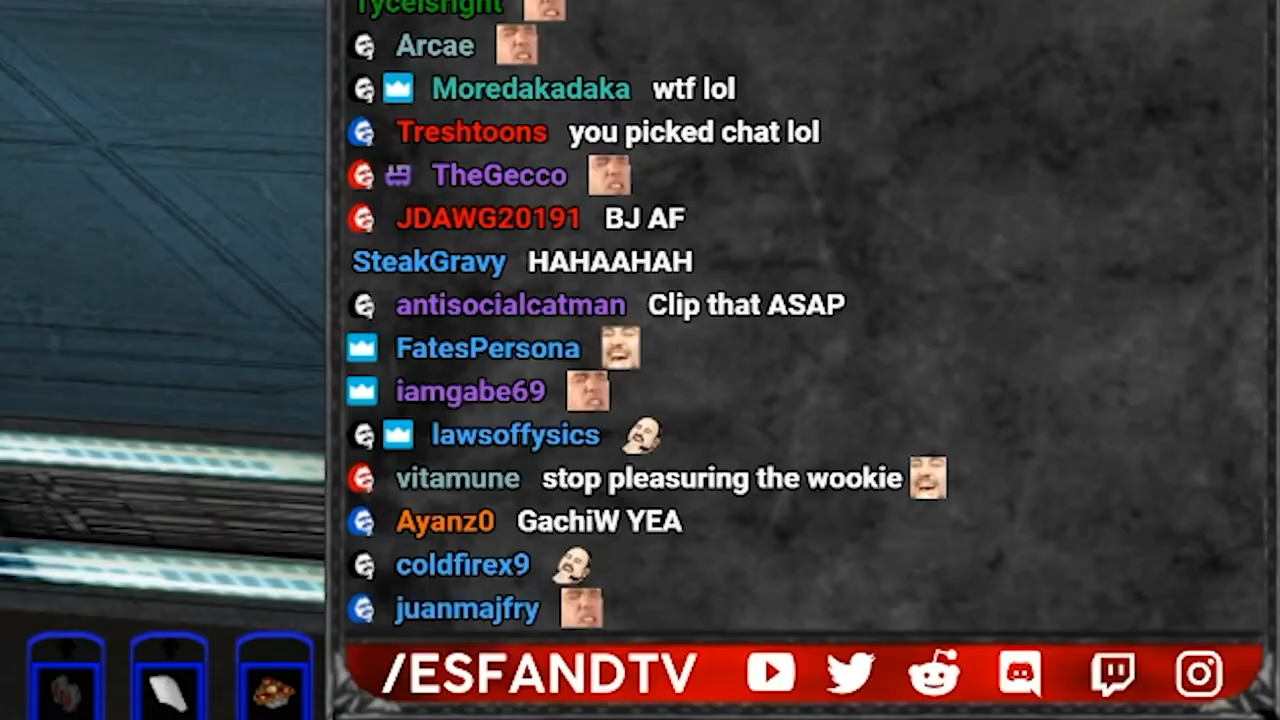 Tyceisright
Arcae
Moredakadaka wtf lol
Treshtoons you picked chat lol
TheGecco
JDAWG20191 BJ AF
SteakGravy HAHAAHAH
antisocialcatman Clip that ASAP
FatesPersona
iamgabe69
lawsoffysics
vitamune stop pleasuring the wookie
Ayanz0 GachiW YEA
coldfirex9
juanmajfry
/ESFANDTV